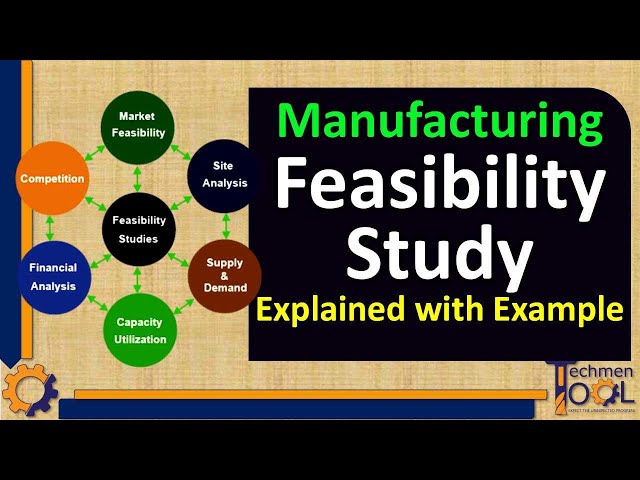 Manufacturing
Feasibility
Study
Explained with Example
Market
Feasibility
Competition
Site
Analysis
Feasibility
Studies
Financial
Analysis
Supply
&
Demand
Capacity
Utilization
Techmen
TOOL
EXPECT THE UNEXPECTED PROGRESS